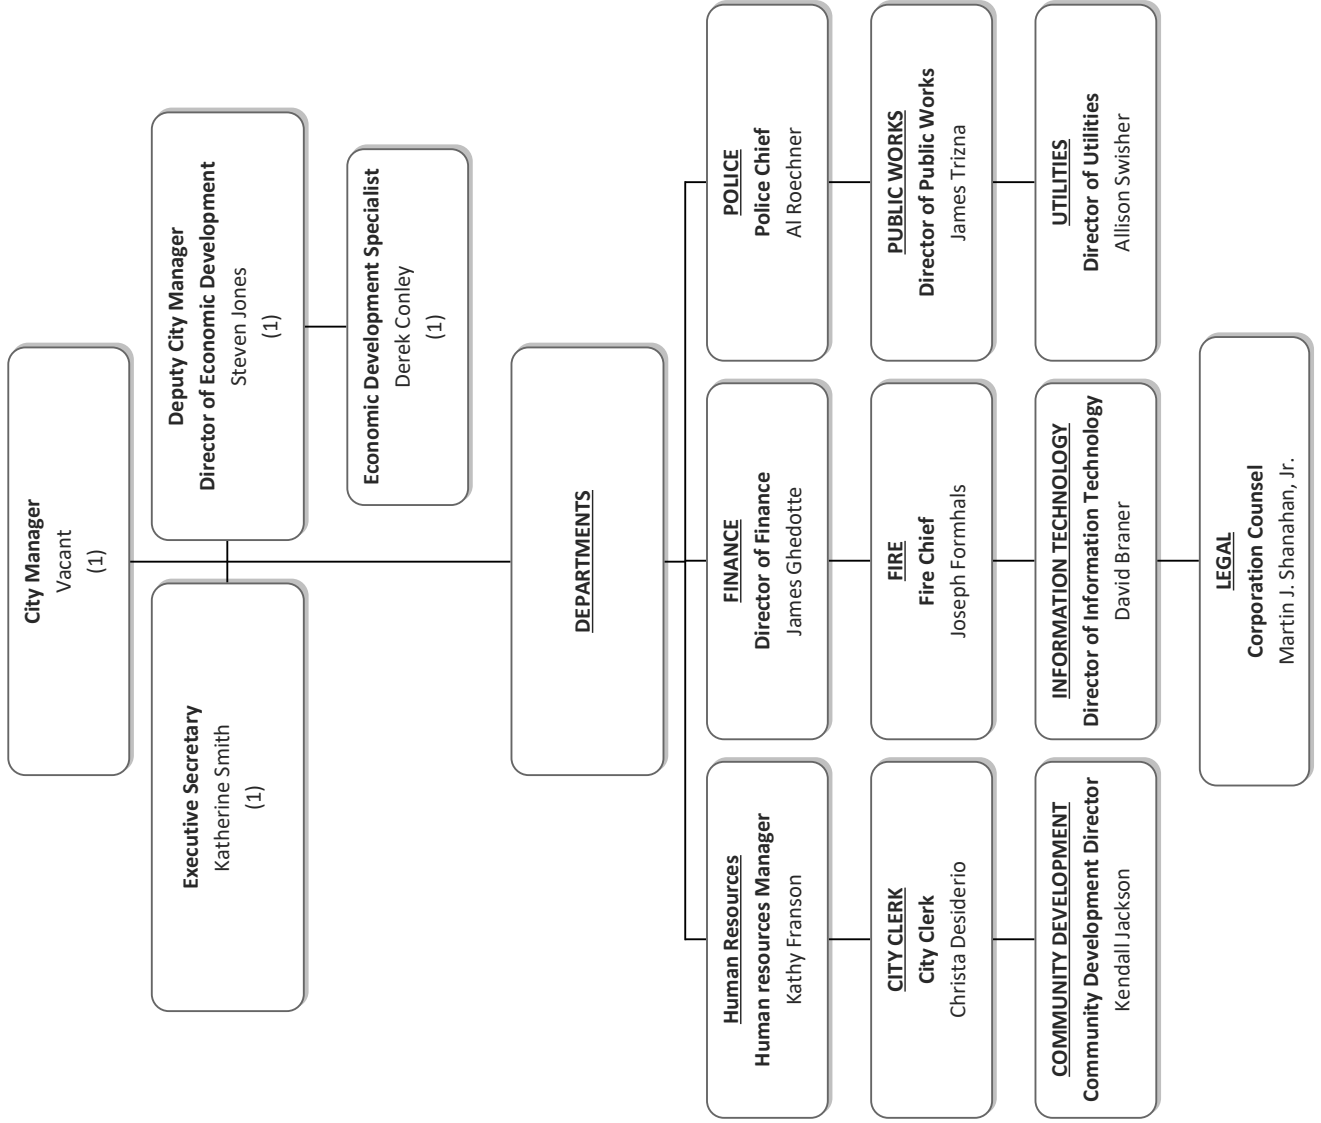 City Manager
Vacant
(1)
Executive Secretary
Katherine Smith
(1)
Deputy City Manager
Director of Economic Development
Steven Jones
(1)
Economic Development Specialist
Derek Conley
(1)
DEPARTMENTS
Human Resources
Human resources Manager
Kathy Franson
FINANCE
Director of Finance
James Ghedotte
POLICE
Police Chief
Al Roechner
CITY CLERK
City Clerk
Christa Desiderio
FIRE
Fire Chief
Joseph Formhals
PUBLIC WORKS
Director of Public Works
James Trizna
COMMUNITY DEVELOPMENT
Community Development Director
Kendall Jackson
INFORMATION TECHNOLOGY
Director of Information Technology
David Braner
UTILITIES
Director of Utilities
Allison Swisher
LEGAL
Corporation Counsel
Martin J. Shanahan, Jr.